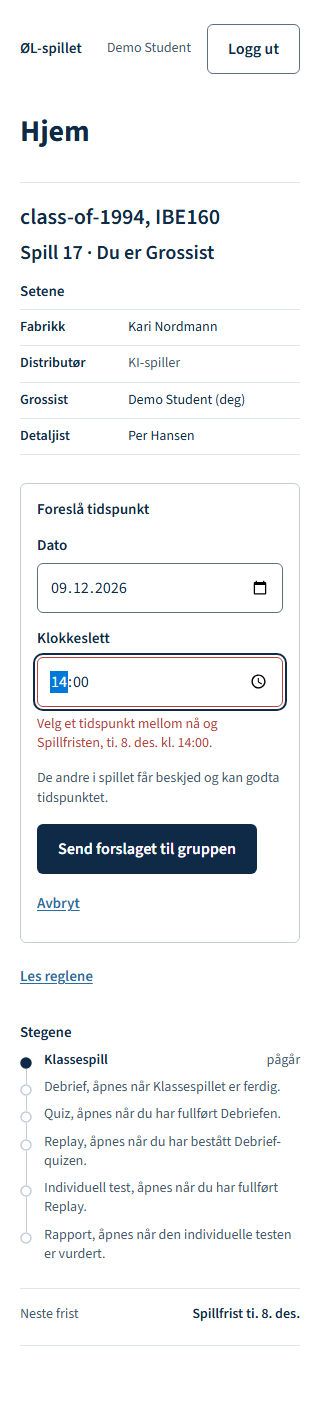 ØL-spillet Demo Student Logg ut
Hjem
class-of-1994, IBE160
Spill 17 · Du er Grossist
Setene
Fabrikk Kari Nordmann
Distributør KI-spiller
Grossist Demo Student (deg)
Detaljist Per Hansen
Foreslå tidspunkt
Dato
09.12.2026
Klokkeslett
14:00
Velg et tidspunkt mellom nå og
Spillfristen, ti. 8. des. kl. 14:00.
De andre i spillet får beskjed og kan godta
tidspunktet.
Send forslaget til gruppen
Avbryt
Les reglene
Stegene
Klassespill pågår
Debrief, åpnes når Klassespillet er ferdig.
Quiz, åpnes når du har fullført Debriefen.
Replay, åpnes når du har bestått Debrief-
quizen.
Individuell test, åpnes når du har fullført
Replay.
Rapport, åpnes når den individuelle testen
er vurdert.
Neste frist Spillfrist ti. 8. des.